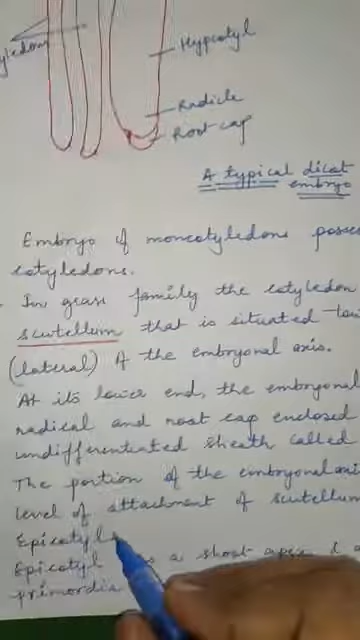 yledons
Hypocotyl
Radicle
Root cap
A typical dicot
embryo
Embryo of monocotyledons posses
cotyledons.
In grass family the cotyledon
scutellum that is situated tow
(lateral) of the embryonal axis.
At its lower end, the embryonal
radical and root cap enclosed
undifferentiated sheath called
The portion of the embryonal axi
level of attachment of scutellum
Epicotyl
Epicotyl a shoot apex &
primordia